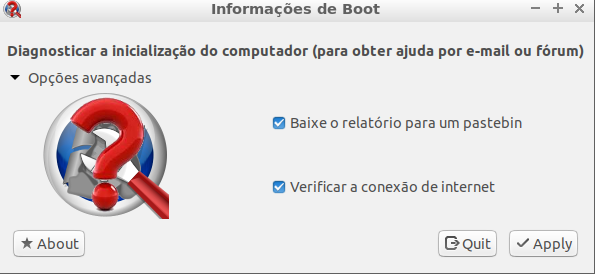 Informações de Boot
Diagnosticar a inicialização do computador (para obter ajuda por e-mail ou fórum)
Opções avançadas
Baixe o relatório para um pastebin
Verificar a conexão de internet
About
Quit
Apply